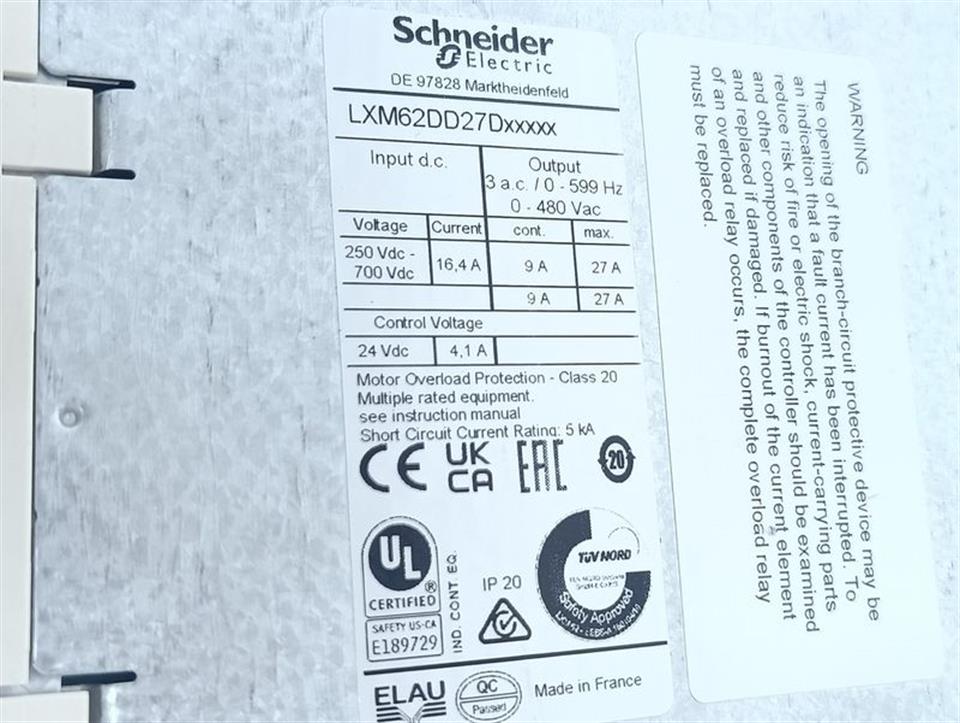 Schneider
Electric
DE 97828 Marktheidenfeld
LXM62DD27Dxxxxx
Input d.c.
Output
3 a.c. / 0 - 599 Hz
0 - 480 Vac
Voltage Current cont. max.
250 Vdc -
700 Vdc
16,4 A 9 A 27 A
9 A 27 A
Control Voltage
24 Vdc 4,1 A
Motor Overload Protection - Class 20
Multiple rated equipment.
see instruction manual
Short Circuit Current Rating: 5 kA
CE UK
CA EAC 20
UL
®
CERTIFIED
SAFETY US-CA
E189729
IND. CONT. EQ.
IP 20
TÜV NORD
Safety Approved
ELAU
QC
Passed
Made in France
WARNING
The opening of the branch-circuit protective device may be
an indication that a fault current has been interrupted. To
reduce risk of fire or electric shock, current-carrying parts
and other components of the controller should be examined
and replaced if damaged. If burnout of the current element
of an overload relay occurs, the complete overload relay
must be replaced.